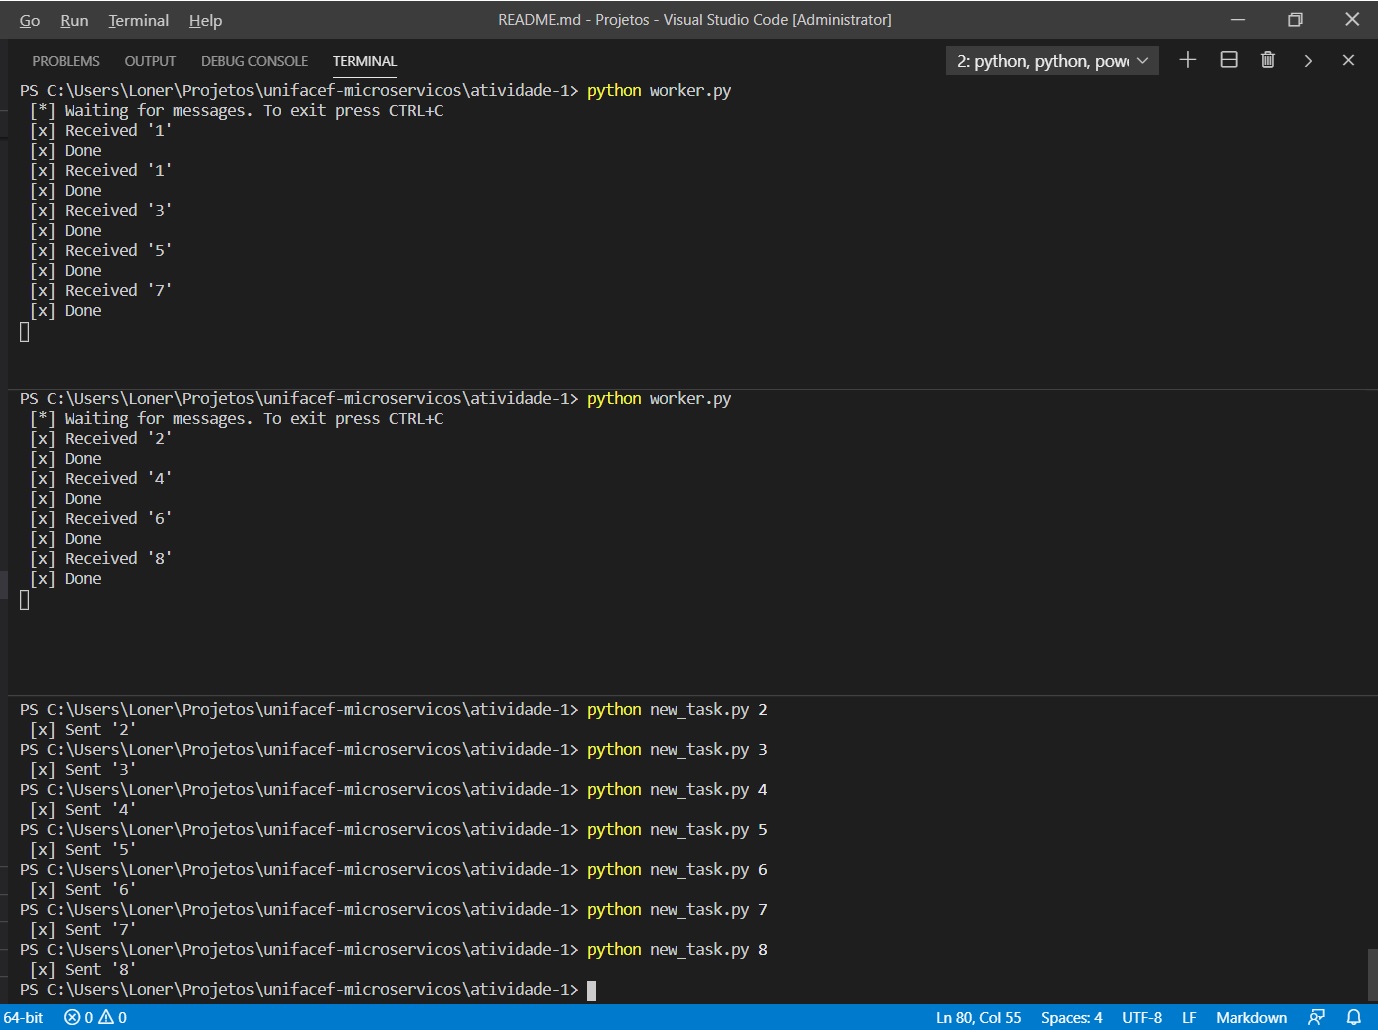 Go Run Terminal Help README.md - Projetos - Visual Studio Code [Administrator]
PROBLEMS OUTPUT DEBUG CONSOLE TERMINAL 2: python, python, pow
PS C:\Users\Loner\Projetos\unifacef-microservicos\atividade-1> python worker.py
[*] Waiting for messages. To exit press CTRL+C
[x] Received '1'
[x] Done
[x] Received '1'
[x] Done
[x] Received '3'
[x] Done
[x] Received '5'
[x] Done
[x] Received '7'
[x] Done
PS C:\Users\Loner\Projetos\unifacef-microservicos\atividade-1> python worker.py
[*] Waiting for messages. To exit press CTRL+C
[x] Received '2'
[x] Done
[x] Received '4'
[x] Done
[x] Received '6'
[x] Done
[x] Received '8'
[x] Done
PS C:\Users\Loner\Projetos\unifacef-microservicos\atividade-1> python new_task.py 2
[x] Sent '2'
PS C:\Users\Loner\Projetos\unifacef-microservicos\atividade-1> python new_task.py 3
[x] Sent '3'
PS C:\Users\Loner\Projetos\unifacef-microservicos\atividade-1> python new_task.py 4
[x] Sent '4'
PS C:\Users\Loner\Projetos\unifacef-microservicos\atividade-1> python new_task.py 5
[x] Sent '5'
PS C:\Users\Loner\Projetos\unifacef-microservicos\atividade-1> python new_task.py 6
[x] Sent '6'
PS C:\Users\Loner\Projetos\unifacef-microservicos\atividade-1> python new_task.py 7
[x] Sent '7'
PS C:\Users\Loner\Projetos\unifacef-microservicos\atividade-1> python new_task.py 8
[x] Sent '8'
PS C:\Users\Loner\Projetos\unifacef-microservicos\atividade-1>
64-bit 0 0 Ln 80, Col 55 Spaces: 4 UTF-8 LF Markdown